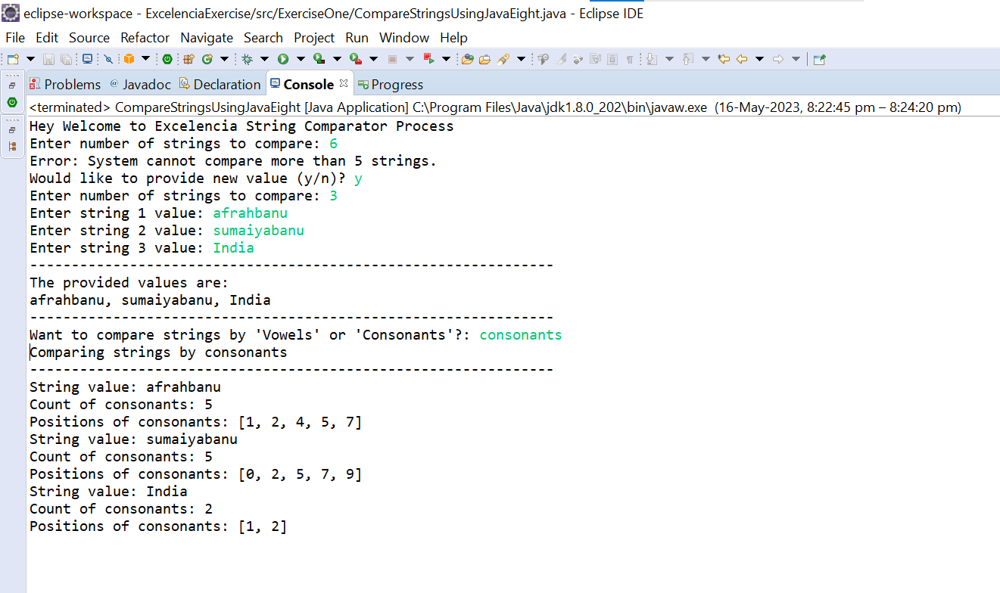 eclipse-workspace - ExcelenciaExercise/src/ExerciseOne/CompareStringsUsingJavaEight.java - Eclipse IDE
File Edit Source Refactor Navigate Search Project Run Window Help
Problems @ Javadoc Declaration Console Progress
<terminated> CompareStringsUsingJavaEight [Java Application] C:\Program Files\Java\jdk1.8.0_202\bin\javaw.exe (16-May-2023, 8:22:45 pm – 8:24:20 pm)
Hey Welcome to Excelencia String Comparator Process
Enter number of strings to compare: 6
Error: System cannot compare more than 5 strings.
Would like to provide new value (y/n)? y
Enter number of strings to compare: 3
Enter string 1 value: afrahbanu
Enter string 2 value: sumaiyabanu
Enter string 3 value: India
---------------------------------------------------------------
The provided values are:
afrahbanu, sumaiyabanu, India
---------------------------------------------------------------
Want to compare strings by 'Vowels' or 'Consonants'?: consonants
Comparing strings by consonants
---------------------------------------------------------------
String value: afrahbanu
Count of consonants: 5
Positions of consonants: [1, 2, 4, 5, 7]
String value: sumaiyabanu
Count of consonants: 5
Positions of consonants: [0, 2, 5, 7, 9]
String value: India
Count of consonants: 2
Positions of consonants: [1, 2]